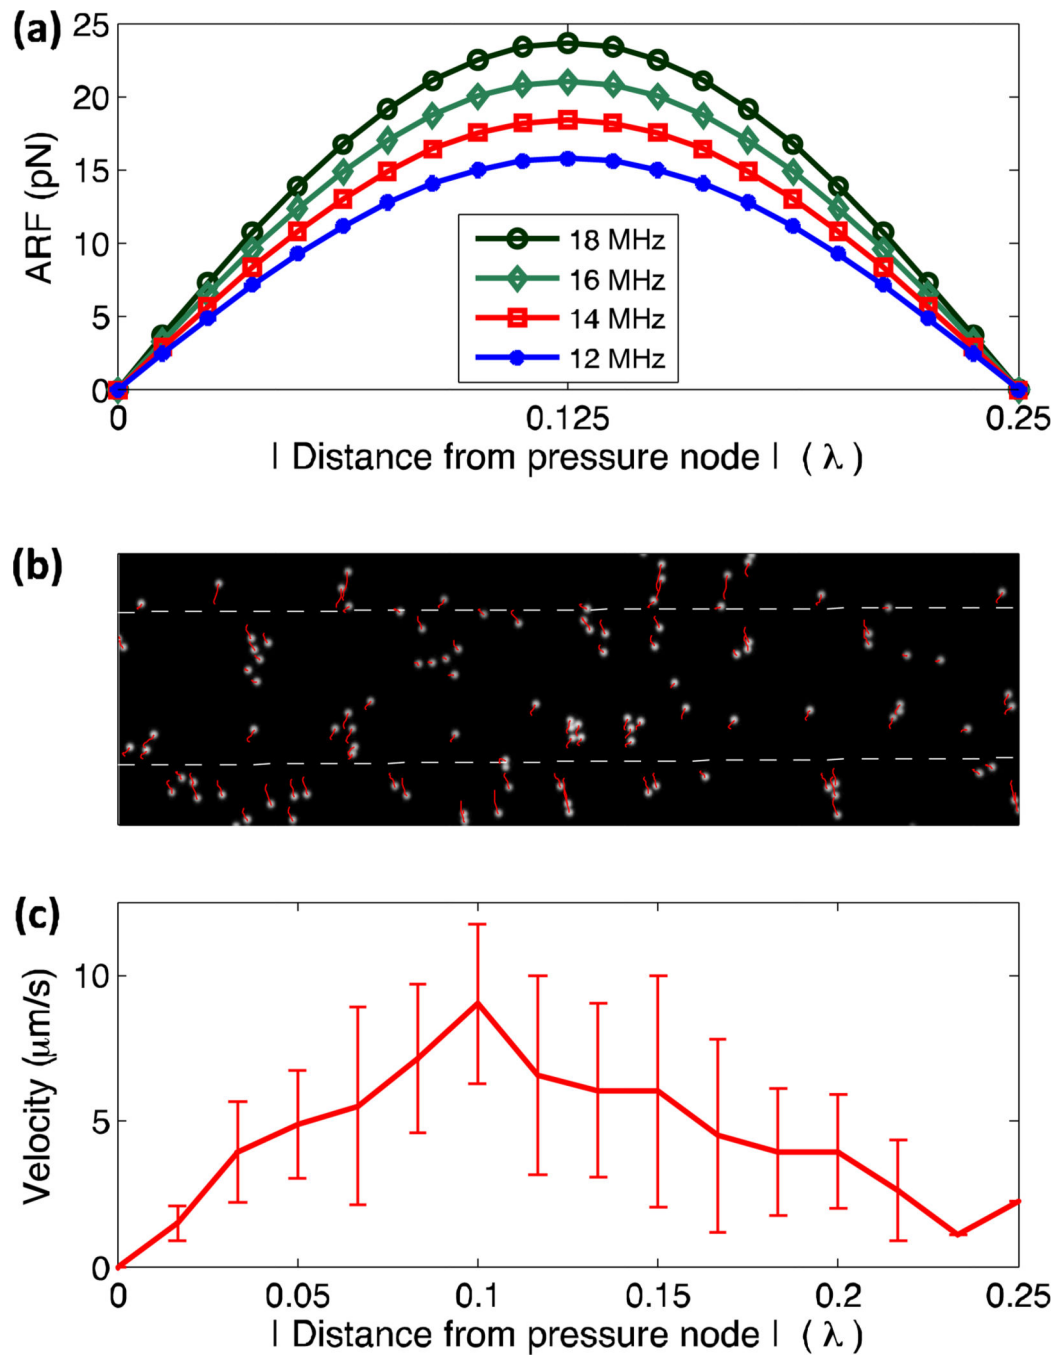 (a)
25
20
15
10
5
0
ARF (pN)
18 MHz
16 MHz
14 MHz
12 MHz
0 0.125 0.25
| Distance from pressure node | (λ)
(b)
(c)
10
5
0
Velocity (μm/s)
0 0.05 0.1 0.15 0.2 0.25
| Distance from pressure node | (λ)